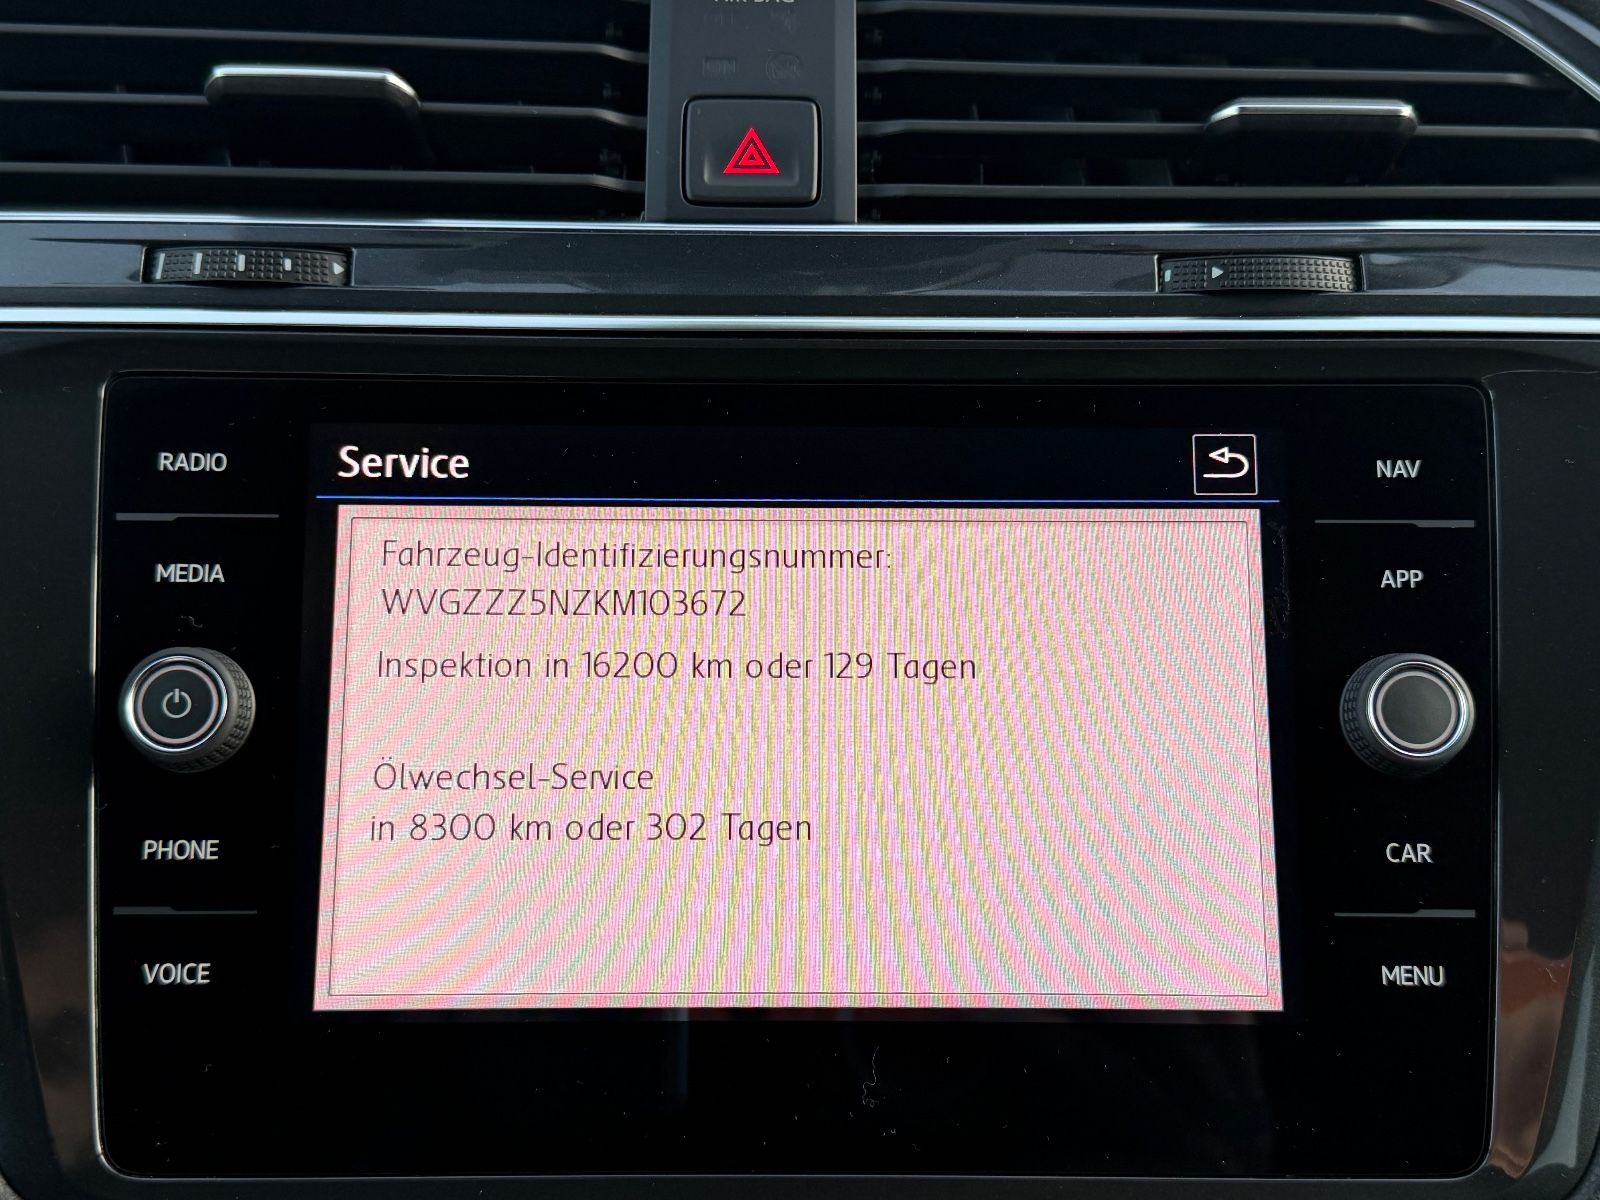 RADIO
MEDIA
PHONE
VOICE
Service
Fahrzeug-Identifizierungsnummer:
WVGZZZ5NZKM103672
Inspektion in 16200 km oder 129 Tagen
Ölwechsel-Service
in 8300 km oder 302 Tagen
NAV
APP
CAR
MENU